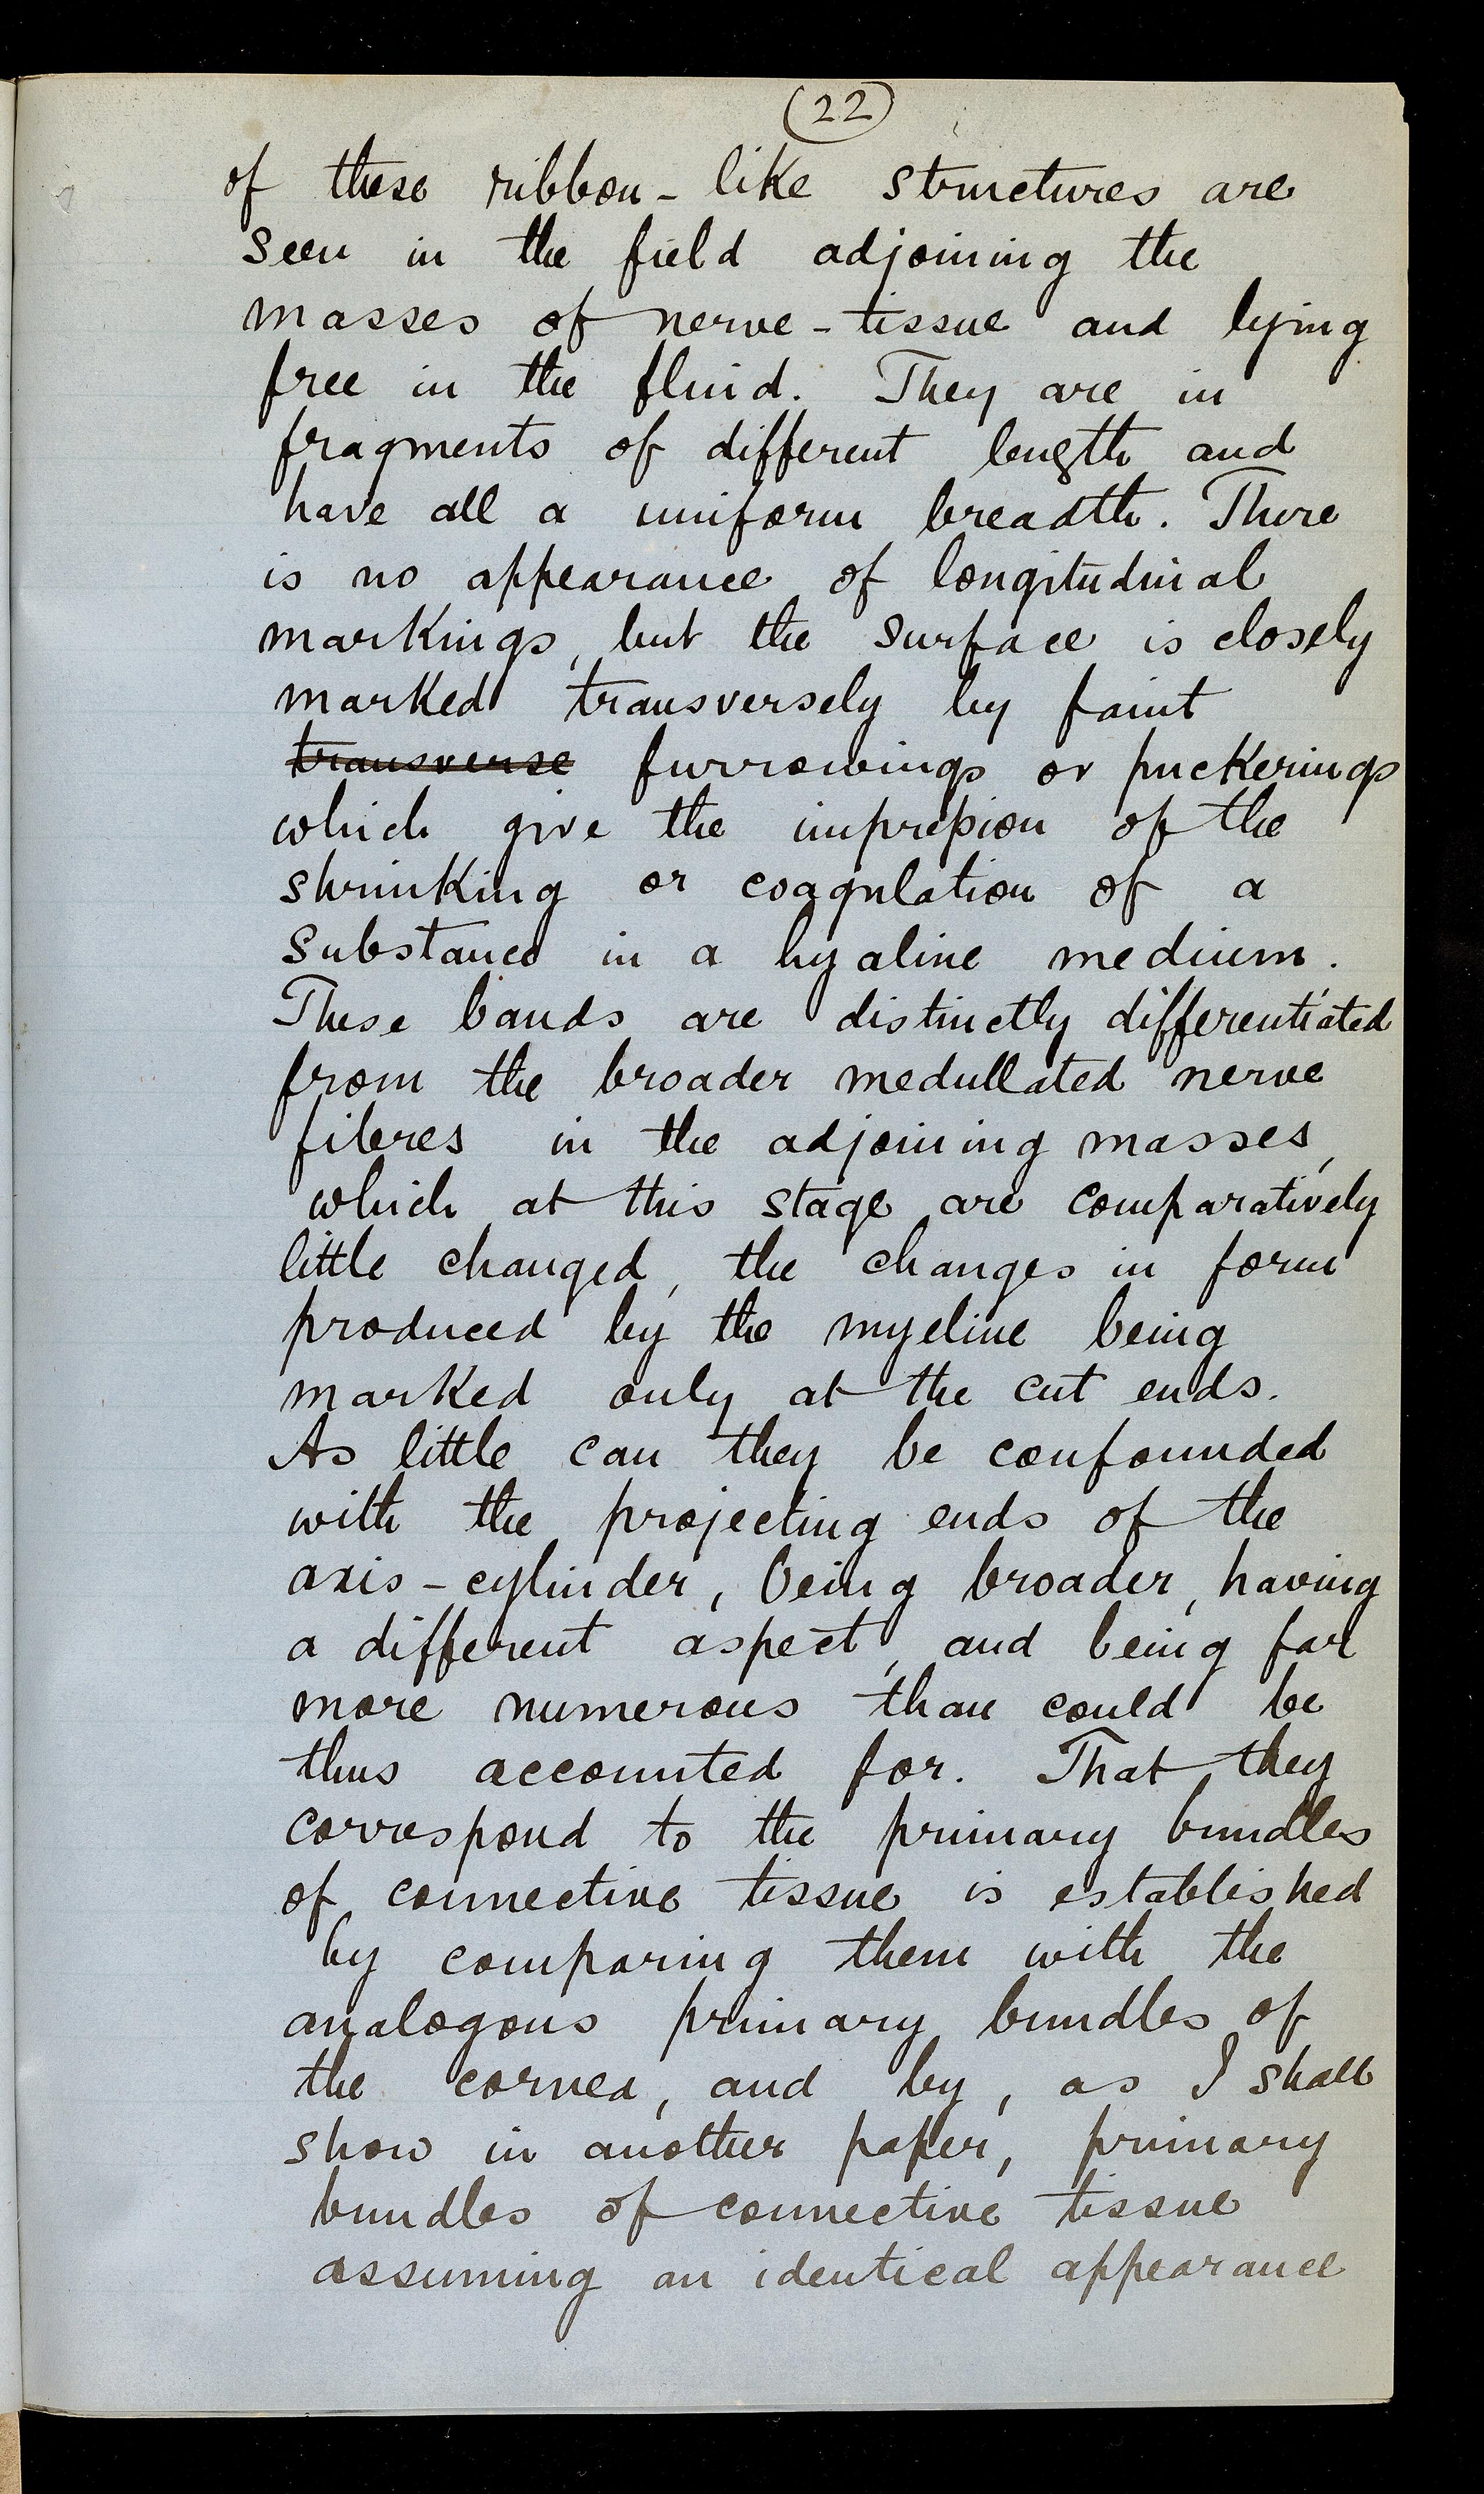 (22)
of these ribbon-like structures are
seen in the field adjoining the
masses of nerve-tissue and lying
free in the fluid. They are in
fragments of different length and
have all a uniform breadth. There
is no appearance of longitudinal
markings, but the surface is closely
marked transversely by faint
transverse furrowings or puckerings
which give the impression of the
shrinking or coagulation of a
substance in a hyaline medium.
These bands are distinctly differentiated
from the broader medullated nerve
fibres in the adjoining masses,
which at this stage are comparatively
little changed, the changes in form
produced by the myeline being
marked only at the cut ends.
As little can they be confounded
with the projecting ends of the
axis-cylinder, being broader, having
a different aspect, and being far
more numerous than could be
thus accounted for. That they
correspond to the primary bundles
of connective tissue is established
by comparing them with the
analogous primary bundles of
the cornea, and by, as I shall
show in another paper, primary
bundles of connective tissue
assuming an identical appearance